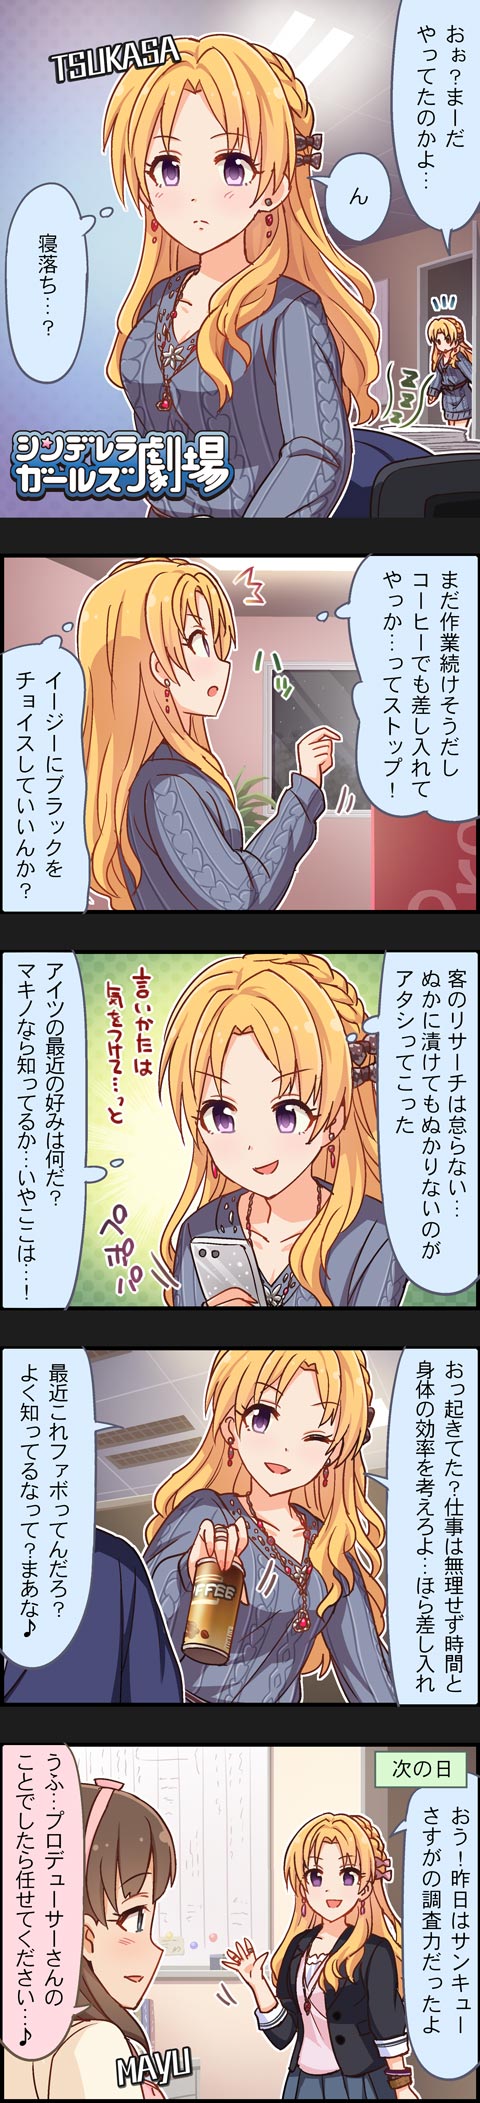 TSUKASA
おぉ?まーだ
やってたのかよ…
ん
寝落ち…?
ZZZ
シンデレラ
ガールズ劇場
まだ作業続けそうだし
コーヒーでも差し入れて
やっか…ってストップ!
ハッ
イージーにブラックを
チョイスしていいんか?
客のリサーチは怠らない…
ぬかに漬けてもぬかりないのが
アタシってこった
言いかたは
気をつけて…っと
アイツの最近の好みは何だ?
マキノなら知ってるか…いやここは…!
おっ起きてた?仕事は無理せず時間と
身体の効率を考えろよ…ほら差し入れ
COFFEE
最近これファボってんだろ?
よく知ってるなって?まあな♪
次の日
おう!昨日はサンキュー
さすがの調査力だったよ
うふ…プロデューサーさんの
ことでしたら任せてください…♪
MAYU